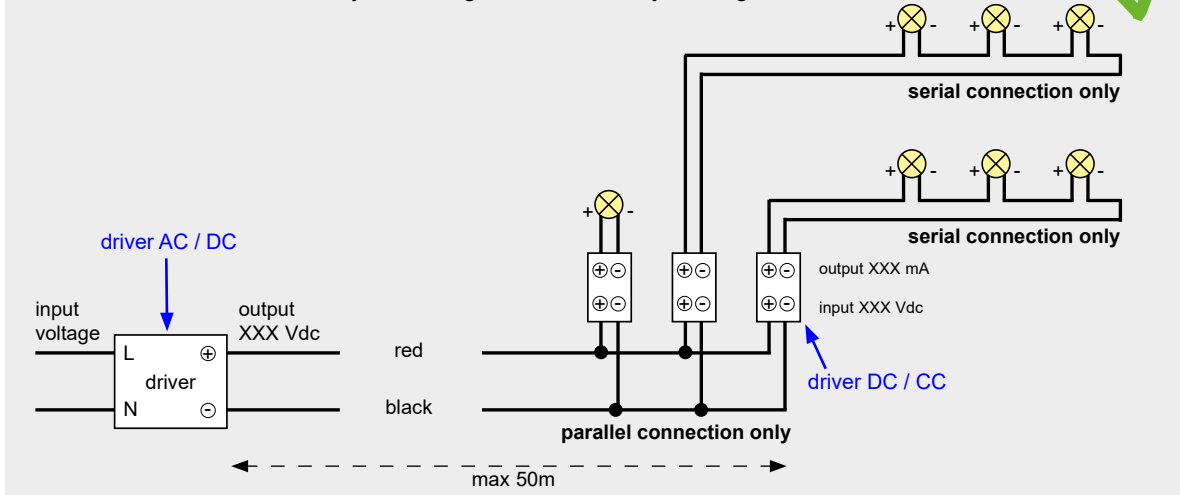 + - + - + -
serial connection only
+ - + - + -
serial connection only
+ -
driver AC / DC
input
voltage
output
XXX Vdc
L +
driver
N -
red
black
+ - + - + -
output XXX mA
+ - + - + -
input XXX Vdc
driver DC / CC
parallel connection only
max 50m